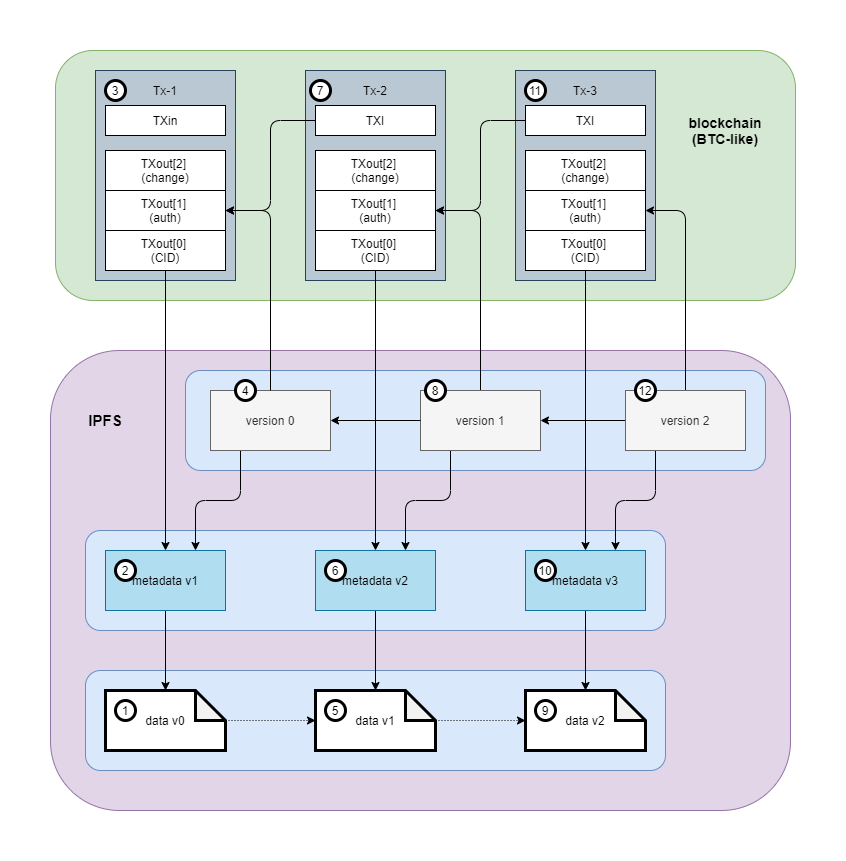 3
Tx-1
7
Tx-2
11
Tx-3
TXin
TXI
TXI
blockchain
(BTC-like)
TXout[2]
(change)
TXout[2]
(change)
TXout[2]
(change)
TXout[1]
(auth)
TXout[1]
(auth)
TXout[1]
(auth)
TXout[0]
(CID)
TXout[0]
(CID)
TXout[0]
(CID)
IPFS
4
version 0
8
version 1
12
version 2
2
metadata v1
6
metadata v2
10
metadata v3
1
data v0
5
data v1
9
data v2